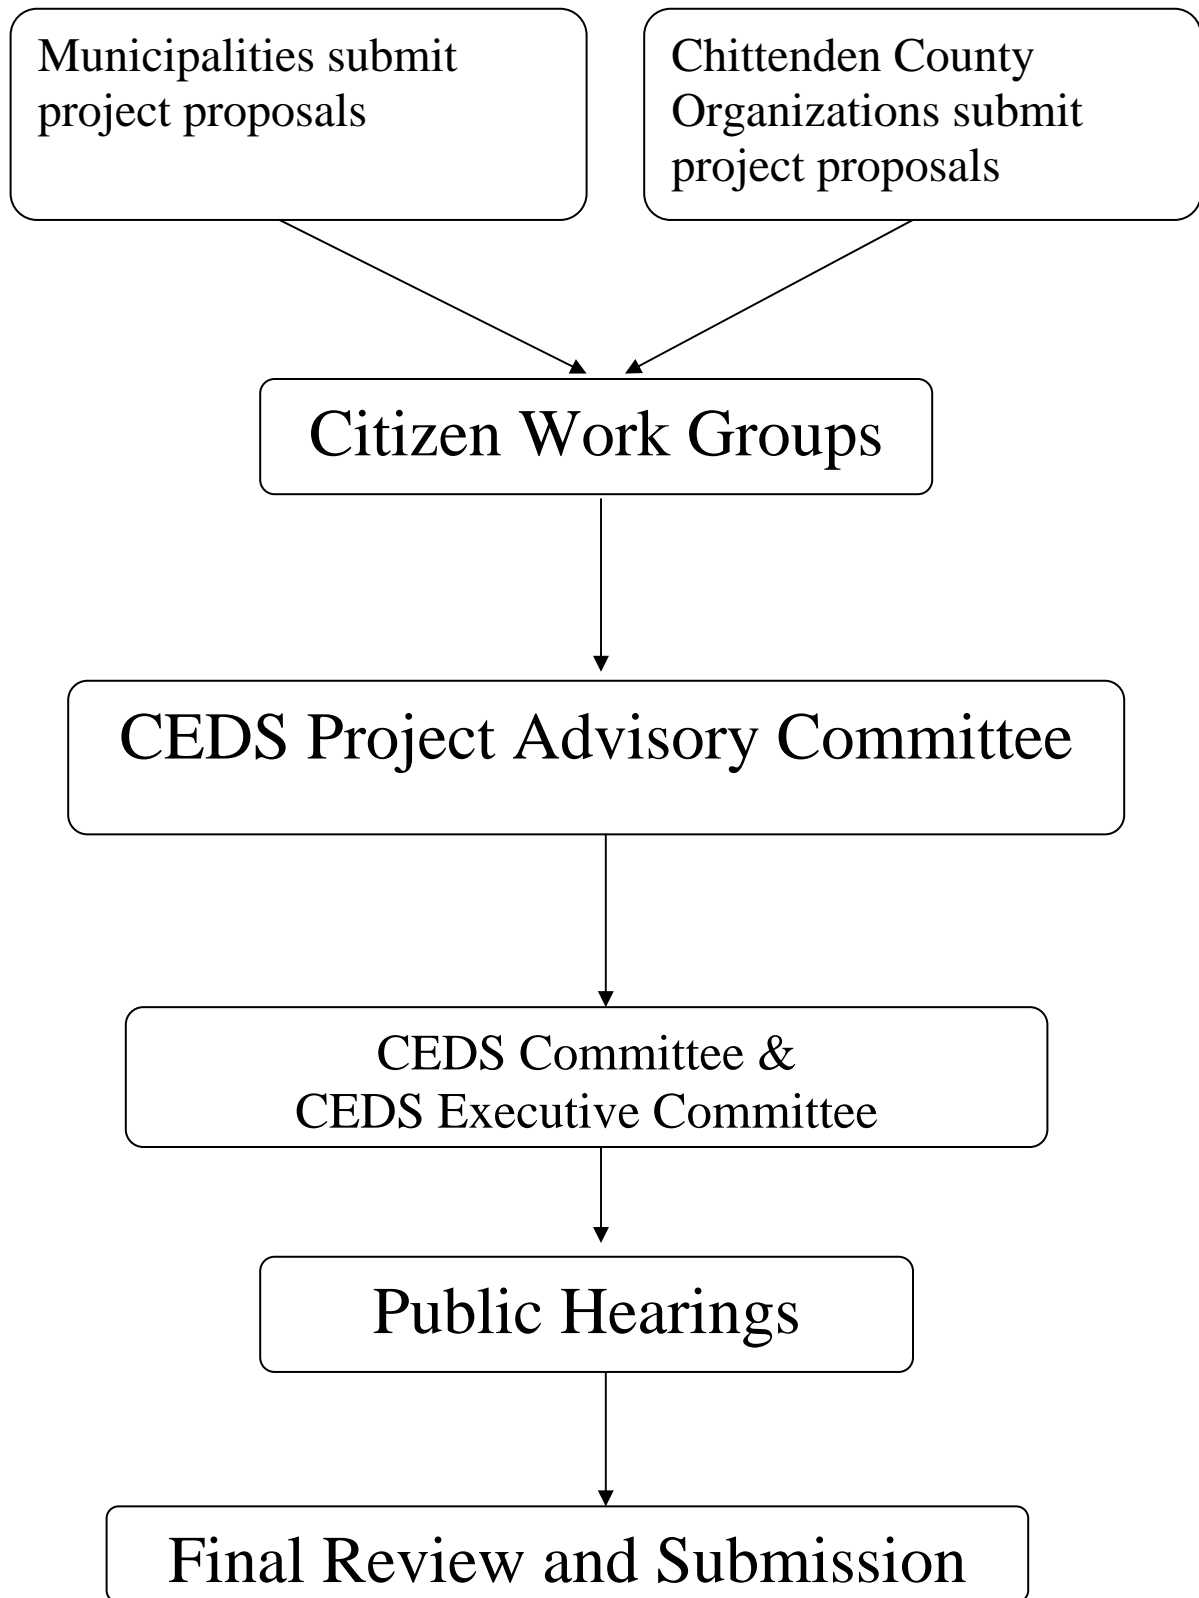 Municipalities submit
project proposals
Chittenden County
Organizations submit
project proposals
Citizen Work Groups
CEDS Project Advisory Committee
CEDS Committee &
CEDS Executive Committee
Public Hearings
Final Review and Submission